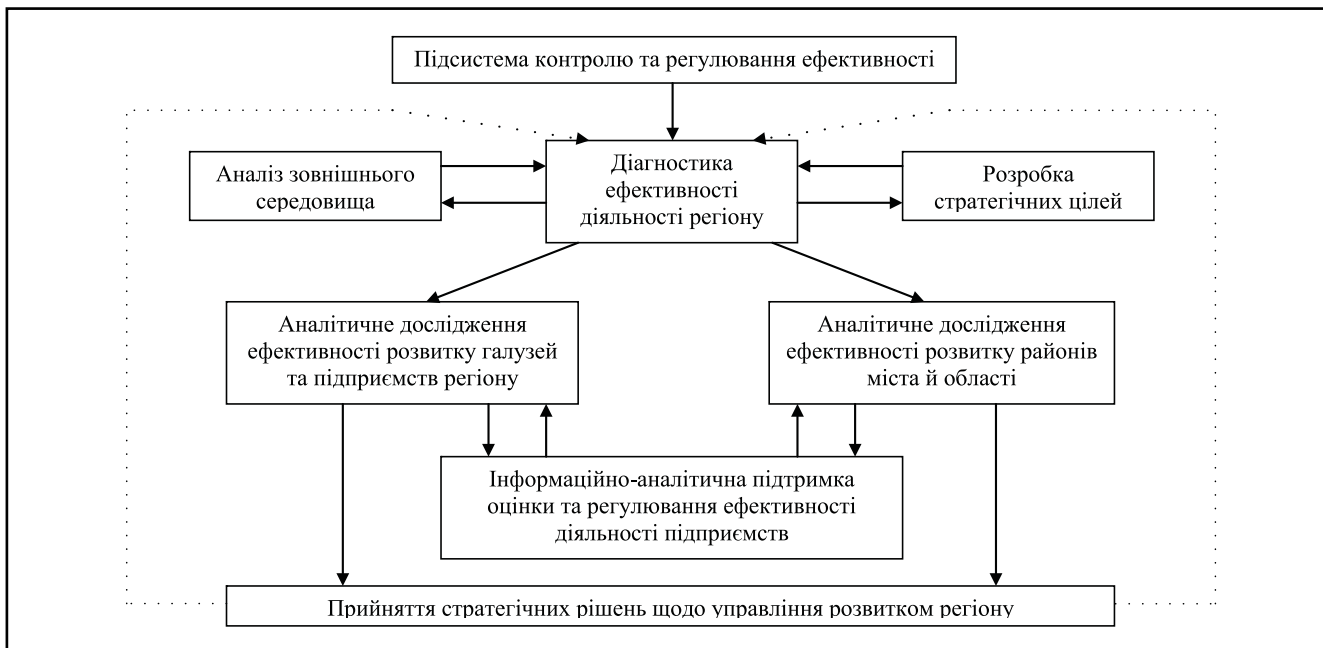 Підсистема контролю та регулювання ефективності
Аналіз зовнішнього
середовища
Діагностика
ефективності
діяльності регіону
Розробка
стратегічних цілей
Аналітичне дослідження
ефективності розвитку галузей
та підприємств регіону
Аналітичне дослідження
ефективності розвитку районів
міста й області
Інформаційно-аналітична підтримка
оцінки та регулювання ефективності
діяльності підприємств
Прийняття стратегічних рішень щодо управління розвитком регіону